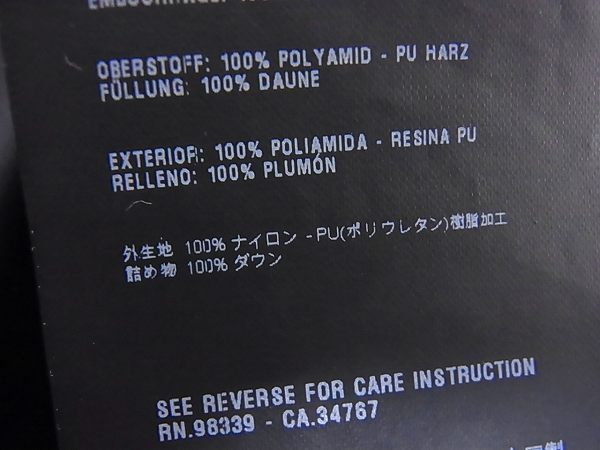 OBERSTOFF: 100% POLYAMID - PU HARZ
FÜLLUNG: 100% DAUNE
EXTERIOR: 100% POLIAMIDA - RESINA PU
RELLENO: 100% PLUMÓN
外生地 100% ナイロン -PU(ポリウレタン)樹脂加工
詰め物 100% ダウン
SEE REVERSE FOR CARE INSTRUCTION
RN.98339 - CA.34767